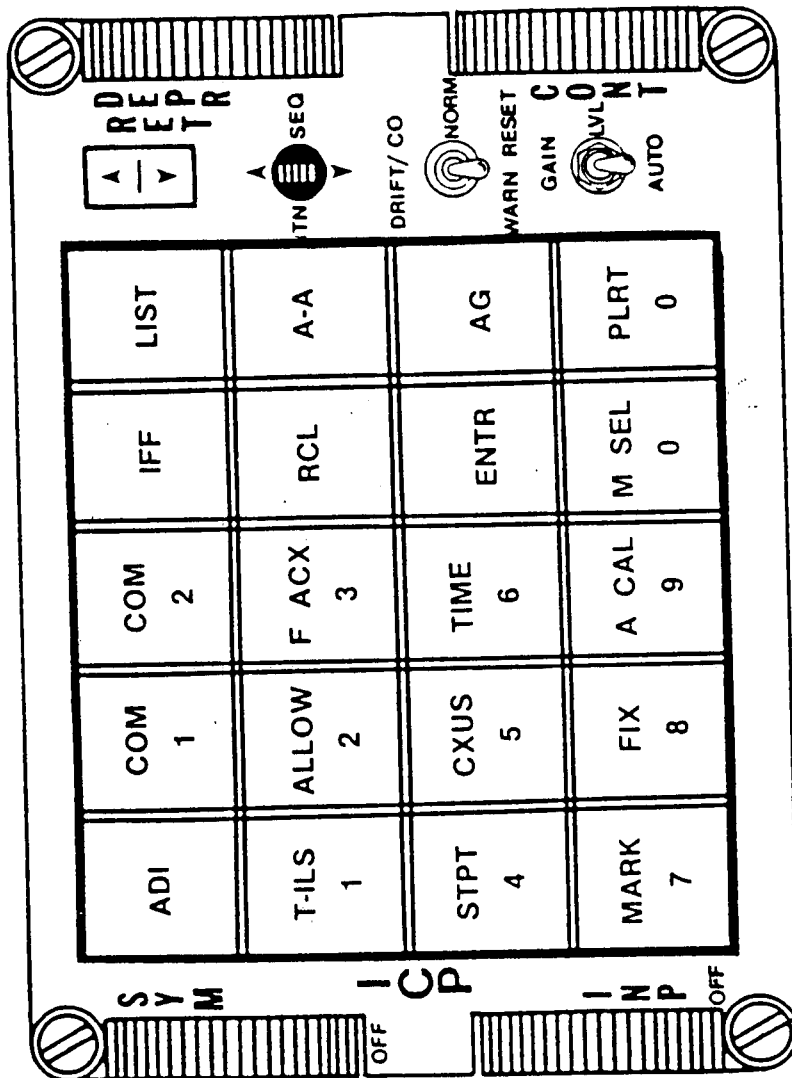 SYM
ADI
COM
1
COM
2
IFF
LIST
DEPR
RET
T-ILS
1
ALLOW
2
F ACX
3
RCL
A-A
TN
SEQ
OFF
ICP
STPT
4
CXUS
5
TIME
6
ENTR
AG
DRIFT/ CO
NORM
WARN RESET
INP
OFF
MARK
7
FIX
8
A CAL
9
M SEL
0
PLRT
0
CONT
GAIN
LVL
AUTO